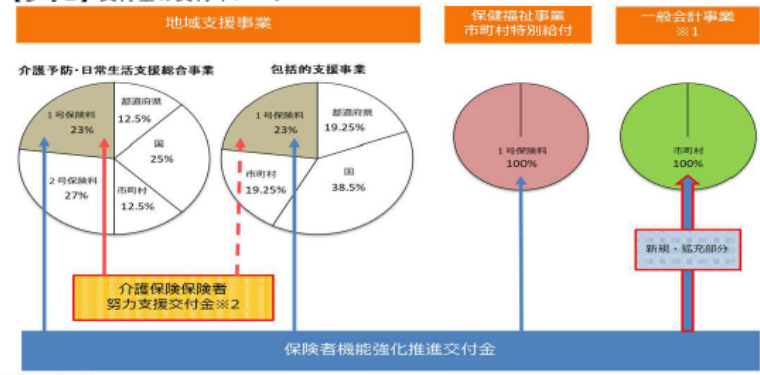 地域支援事業
保健福祉事業
市町村特別給付
一般会計事業
※1
介護予防・日常生活支援総合事業
包括的支援事業
1号保険料
23%
都道府県
12.5%
国
25%
2号保険料
27%
市町村
12.5%
1号保険料
23%
都道府県
19.25%
市町村
19.25%
国
38.5%
1号保険料
100%
市町村
100%
新規・拡充部分
介護保険保険者
努力支援交付金※2
保険者機能強化推進交付金